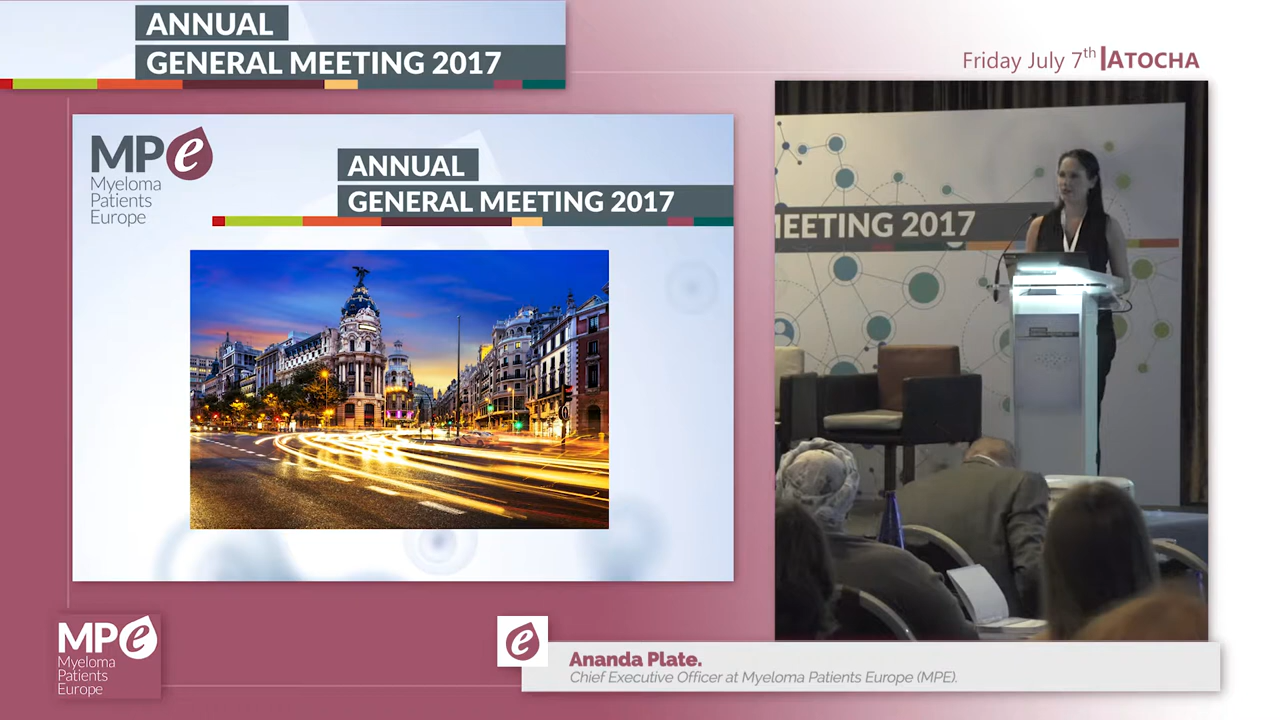 ANNUAL
GENERAL MEETING 2017
Friday July 7th | ATOCHA
MPe
Myeloma
Patients
Europe
ANNUAL
GENERAL MEETING 2017
MEETING 2017
MPe
Myeloma
Patients
Europe
e
Ananda Plate.
Chief Executive Officer at Myeloma Patients Europe (MPE).